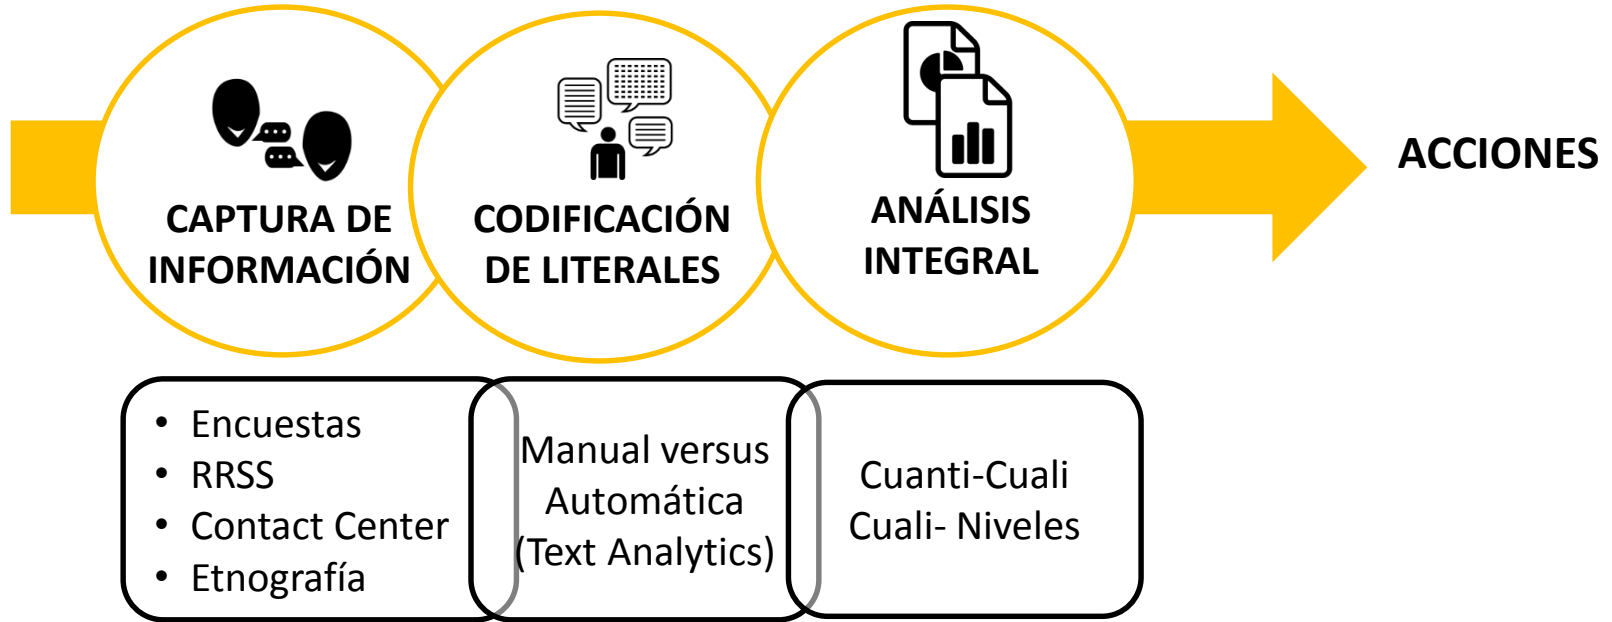 CAPTURA DE
INFORMACIÓN
CODIFICACIÓN
DE LITERALES
ANÁLISIS
INTEGRAL
ACCIONES
• Encuestas
• RRSS
• Contact Center
• Etnografía
Manual versus
Automática
(Text Analytics)
Cuanti-Cuali
Cuali- Niveles